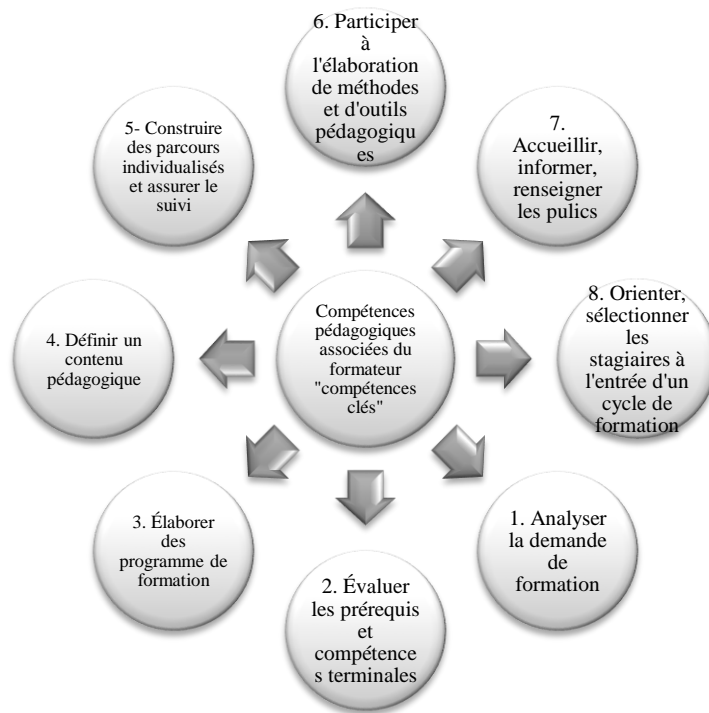 6. Participer
à
l'élaboration
de méthodes
et d'outils
pédagogiqu
es
7.
Accueillir,
informer,
renseigner
les pulics
8. Orienter,
sélectionner
les
stagiaires à
l'entrée d'un
cycle de
formation
1. Analyser
la demande
de
formation
2. Évaluer
les prérequis
et
compétence
s terminales
3. Élaborer
des
programme de
formation
4. Définir un
contenu
pédagogique
5- Construire
des parcours
individualisés
et assurer le
suivi
Compétences
pédagogiques
associées du
formateur
"compétences
clés"